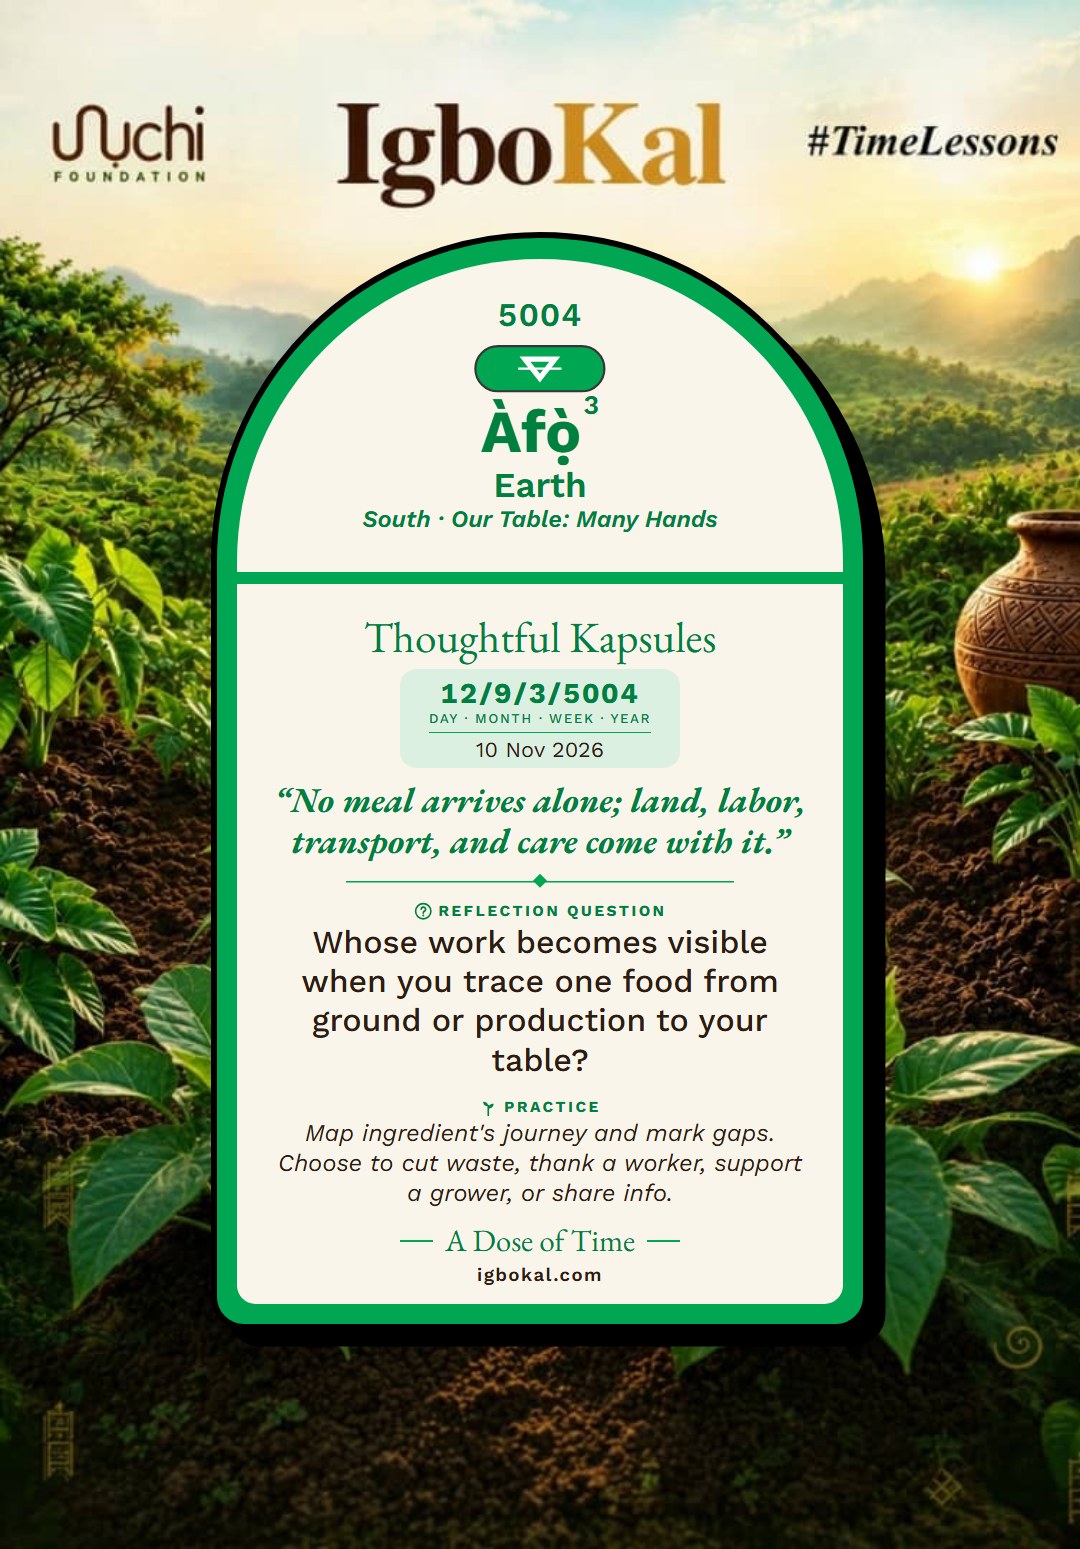 Ụchi
FOUNDATION
IgboKal
#TimeLessons
5004
Àfọ̀ 3
Earth
South · Our Table: Many Hands
Thoughtful Kapsules
12/9/3/5004
DAY · MONTH · WEEK · YEAR
10 Nov 2026
“No meal arrives alone; land, labor,
transport, and care come with it.”
REFLECTION QUESTION
Whose work becomes visible
when you trace one food from
ground or production to your
table?
PRACTICE
Map ingredient's journey and mark gaps.
Choose to cut waste, thank a worker, support
a grower, or share info.
A Dose of Time
igbokal.com